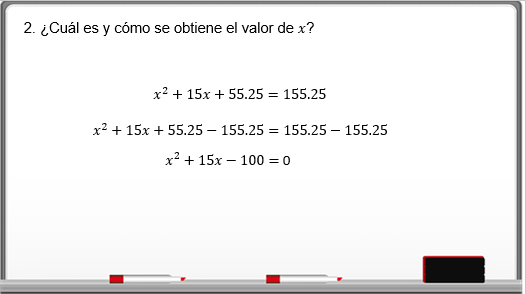 2. ¿Cuál es y cómo se obtiene el valor de x?
x² + 15x + 55.25 = 155.25
x² + 15x + 55.25 − 155.25 = 155.25 − 155.25
x² + 15x − 100 = 0